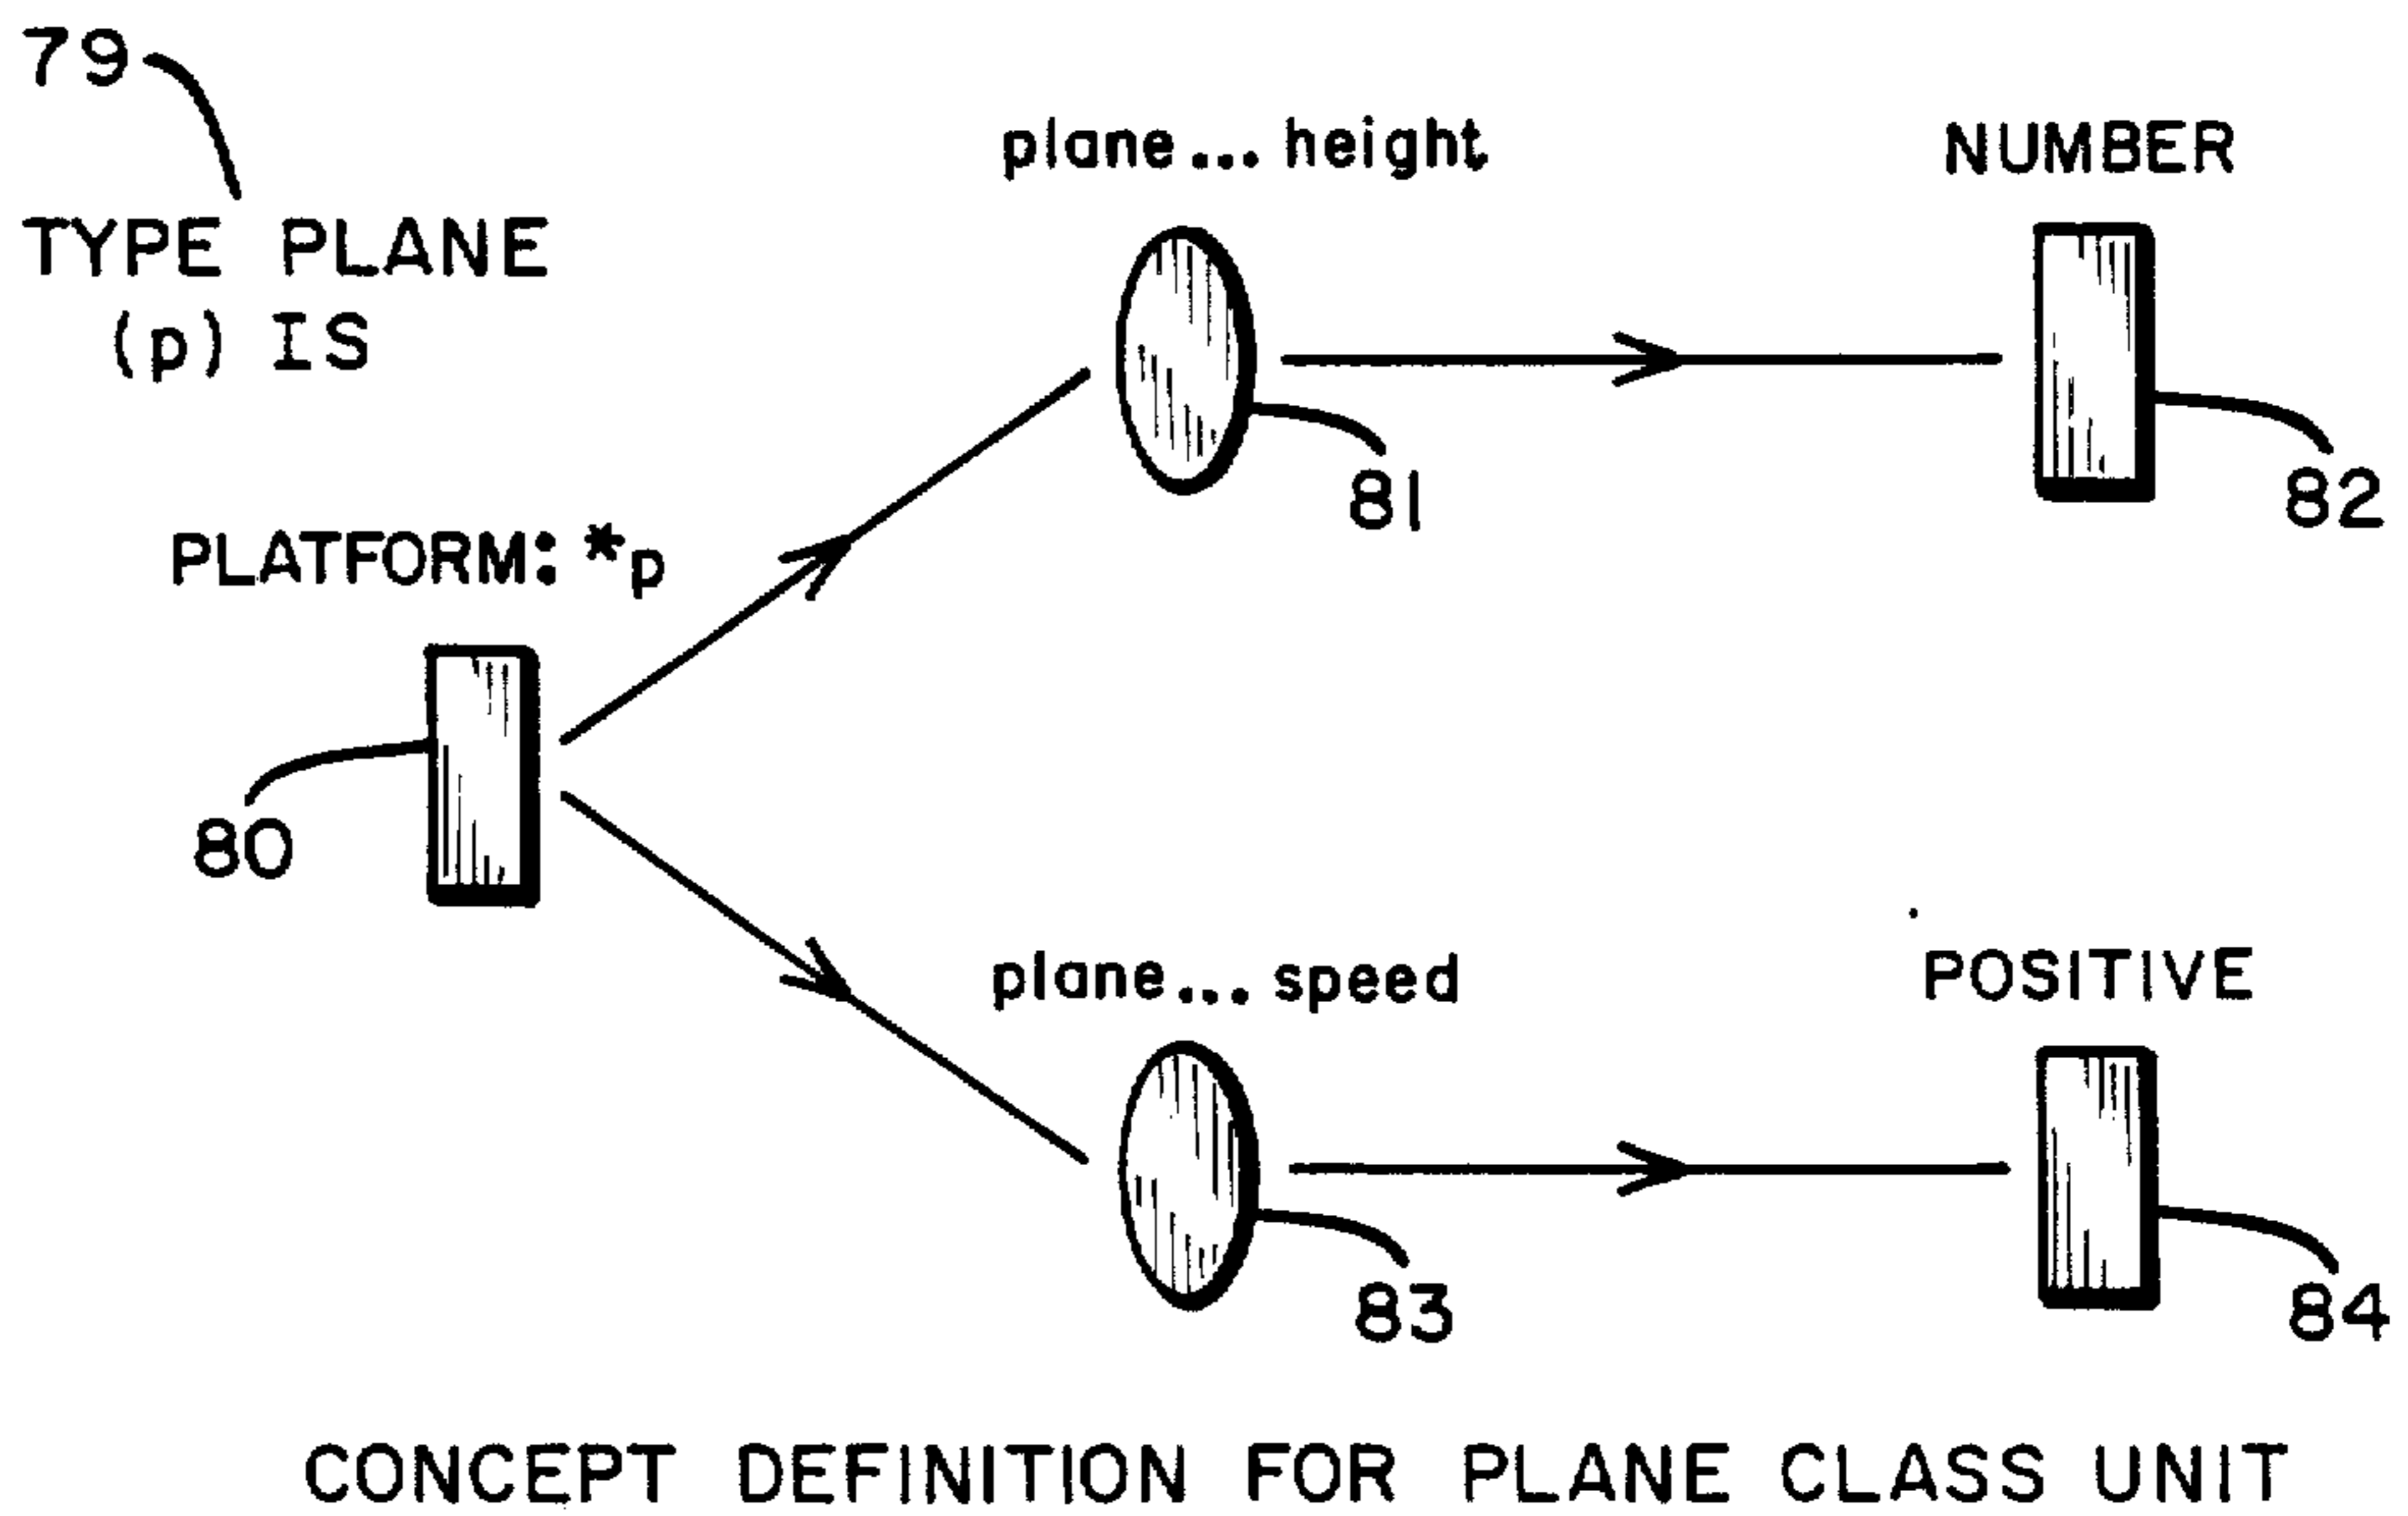 79
TYPE PLANE
(p) IS
plane... height
NUMBER
81
82
PLATFORM: *p
80
plane... speed
POSITIVE
83
84
CONCEPT DEFINITION FOR PLANE CLASS UNIT